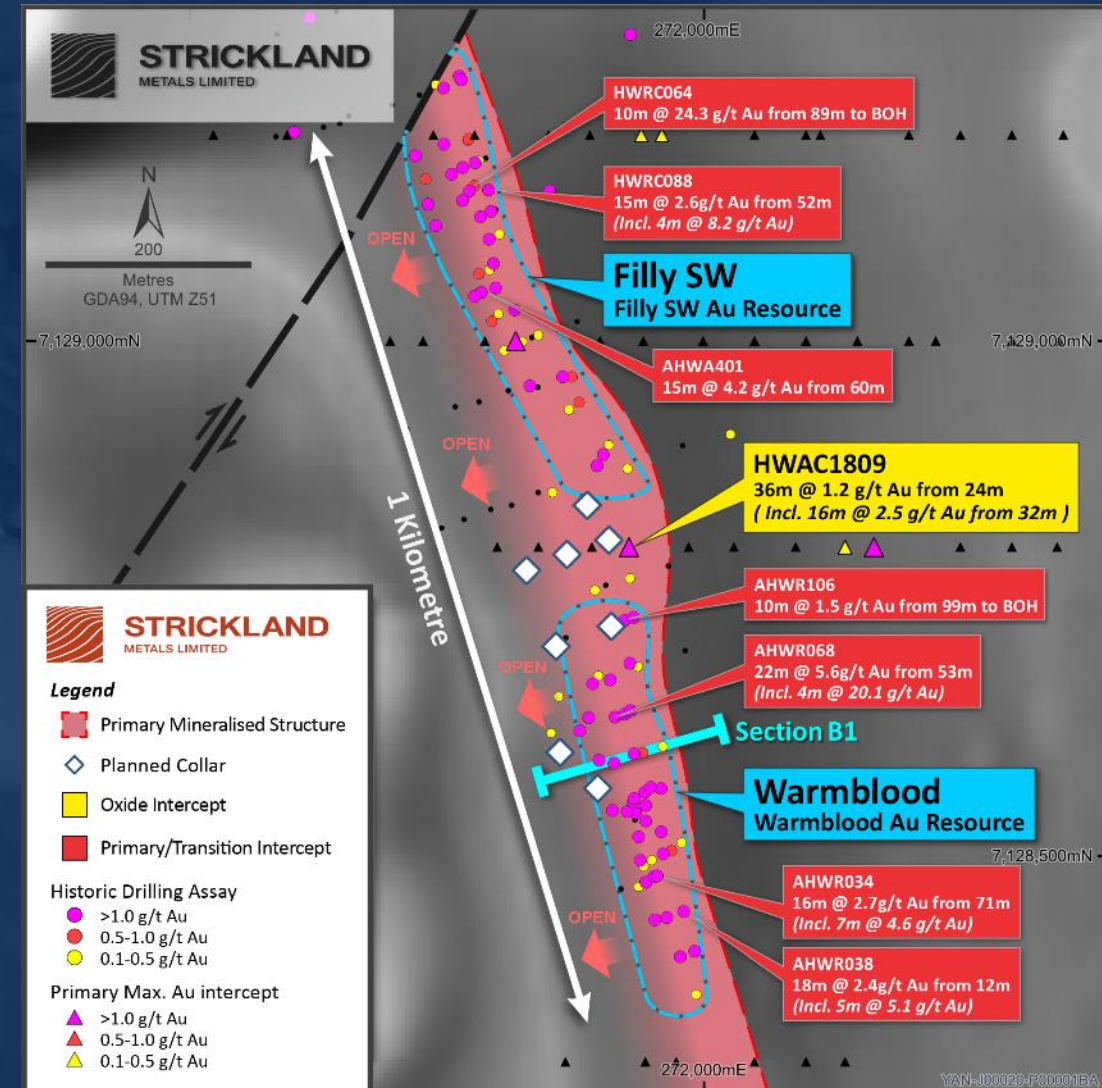 STRICKLAND
METALS LIMITED
272,000mE
HWRC064
10m @ 24.3 g/t Au from 89m to BOH
N
200
Metres
GDA94, UTM Z51
HWRC088
15m @ 2.6g/t Au from 52m
(Incl. 4m @ 8.2 g/t Au)
OPEN
Filly SW
Filly SW Au Resource
7,129,000mN
7,129,000mN
AHWA401
15m @ 4.2 g/t Au from 60m
OPEN
HWAC1809
36m @ 1.2 g/t Au from 24m
( Incl. 16m @ 2.5 g/t Au from 32m )
1 Kilometre
AHWR106
10m @ 1.5 g/t Au from 99m to BOH
OPEN
AHWR068
22m @ 5.6g/t Au from 53m
(Incl. 4m @ 20.1 g/t Au)
Section B1
Warmblood
Warmblood Au Resource
7,128,500mN
AHWR034
16m @ 2.7g/t Au from 71m
(Incl. 7m @ 4.6 g/t Au)
OPEN
AHWR038
18m @ 2.4g/t Au from 12m
(Incl. 5m @ 5.1 g/t Au)
272,000mE
YAN-J00020-P00001BA
STRICKLAND
METALS LIMITED
Legend
Primary Mineralised Structure
Planned Collar
Oxide Intercept
Primary/Transition Intercept
Historic Drilling Assay
>1.0 g/t Au
0.5-1.0 g/t Au
0.1-0.5 g/t Au
Primary Max. Au intercept
>1.0 g/t Au
0.5-1.0 g/t Au
0.1-0.5 g/t Au